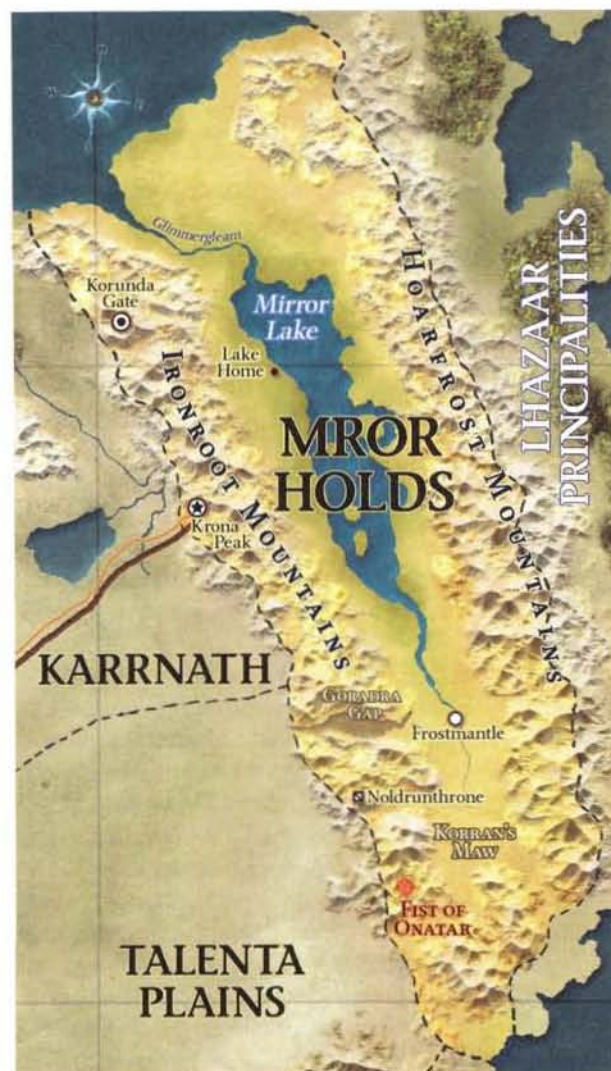 Glimmergleam
Korunda
Gate
Mirror
Lake
Lake
Home
HOARFROST MOUNTAINS
LHAZAAR
PRINCIPALITIES
IRONROOT MOUNTAINS
MROR
HOLDS
Krona
Peak
KARRNATH
GORADRA
GAP
Frostmantle
Noldrunthrone
KORRAN'S
MAW
FIST OF
ONATAR
TALENTA
PLAINS